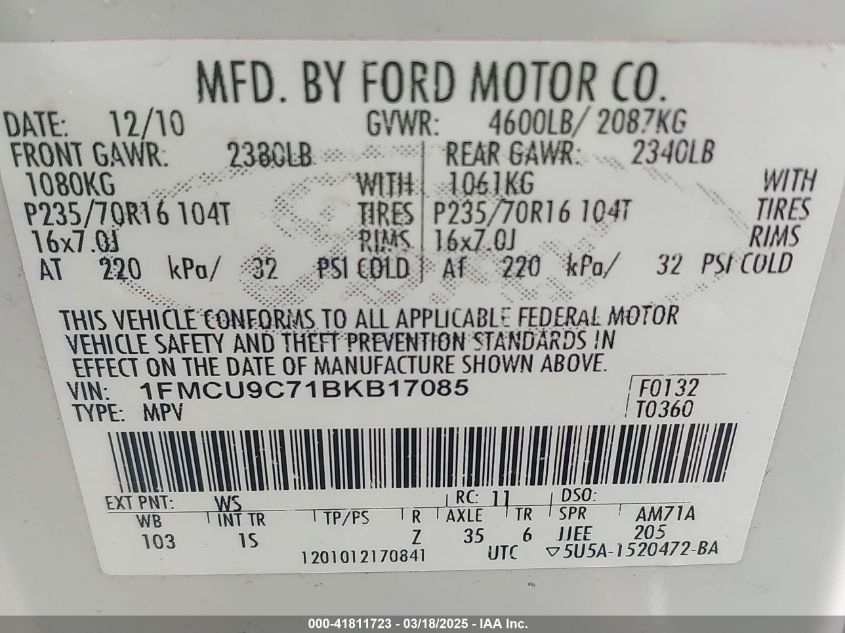 MFD. BY FORD MOTOR CO.
DATE: 12/10 GVWR: 4600LB/ 2087KG
FRONT GAWR: 2380LB REAR GAWR: 2340LB
1080KG WITH 1061KG WITH
P235/70R16 104T TIRES P235/70R16 104T TIRES
16x7.0J RIMS 16x7.0J RIMS
AT 220 kPa/ 32 PSI COLD AT 220 kPa/ 32 PSI COLD
THIS VEHICLE CONFORMS TO ALL APPLICABLE FEDERAL MOTOR
VEHICLE SAFETY AND THEFT PREVENTION STANDARDS IN
EFFECT ON THE DATE OF MANUFACTURE SHOWN ABOVE.
VIN: 1FMCU9C71BKB17085 F0132
TYPE: MPV T0360
EXT PNT: WS RC: 11 DSO:
WB INT TR TP/PS R AXLE TR SPR AM71A
103 1S Z 35 6 JJEE 205
1201012170841 UTC ▽5U5A-1520472-BA
000-41811723 - 03/18/2025 - IAA Inc.